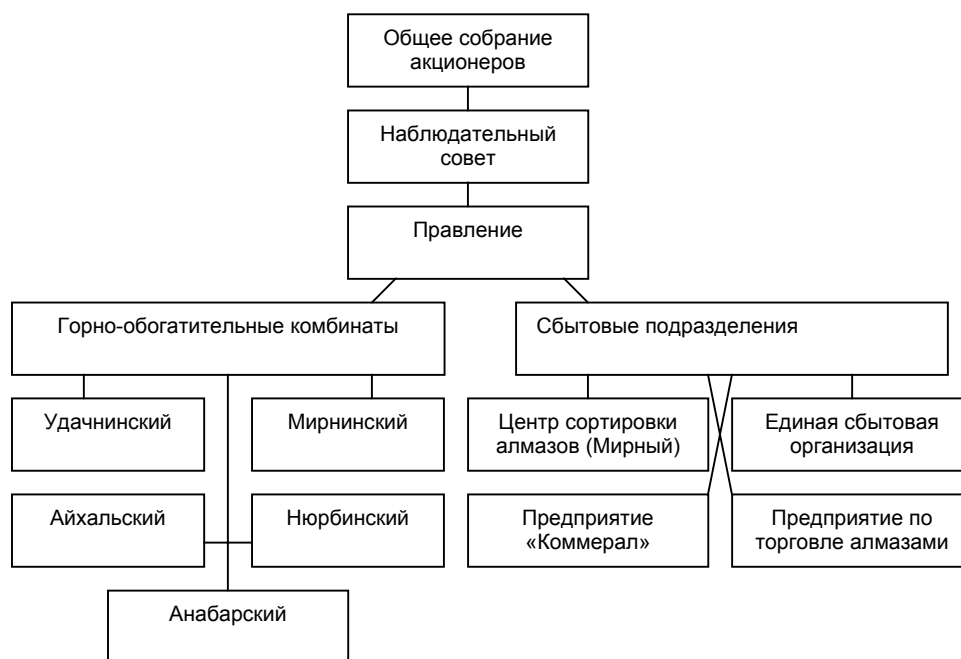 Общее собрание
акционеров
Наблюдательный
совет
Правление
Горно-обогатительные комбинаты
Сбытовые подразделения
Удачнинский
Мирнинский
Центр сортировки
алмазов (Мирный)
Единая сбытовая
организация
Айхальский
Нюрбинский
Предприятие
«Коммерал»
Предприятие по
торговле алмазами
Анабарский